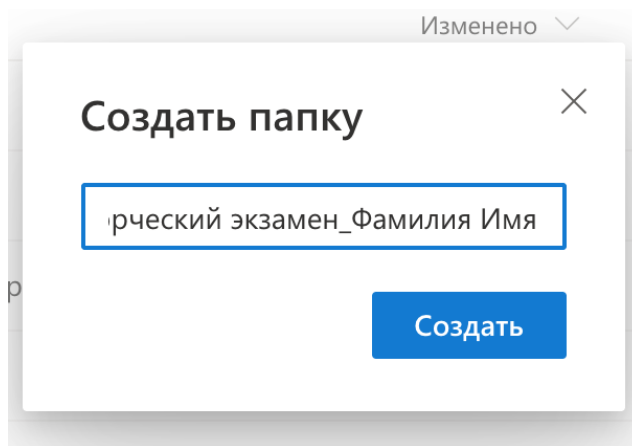 Изменено
Создать папку
рческий экзамен_Фамилия Имя
Создать